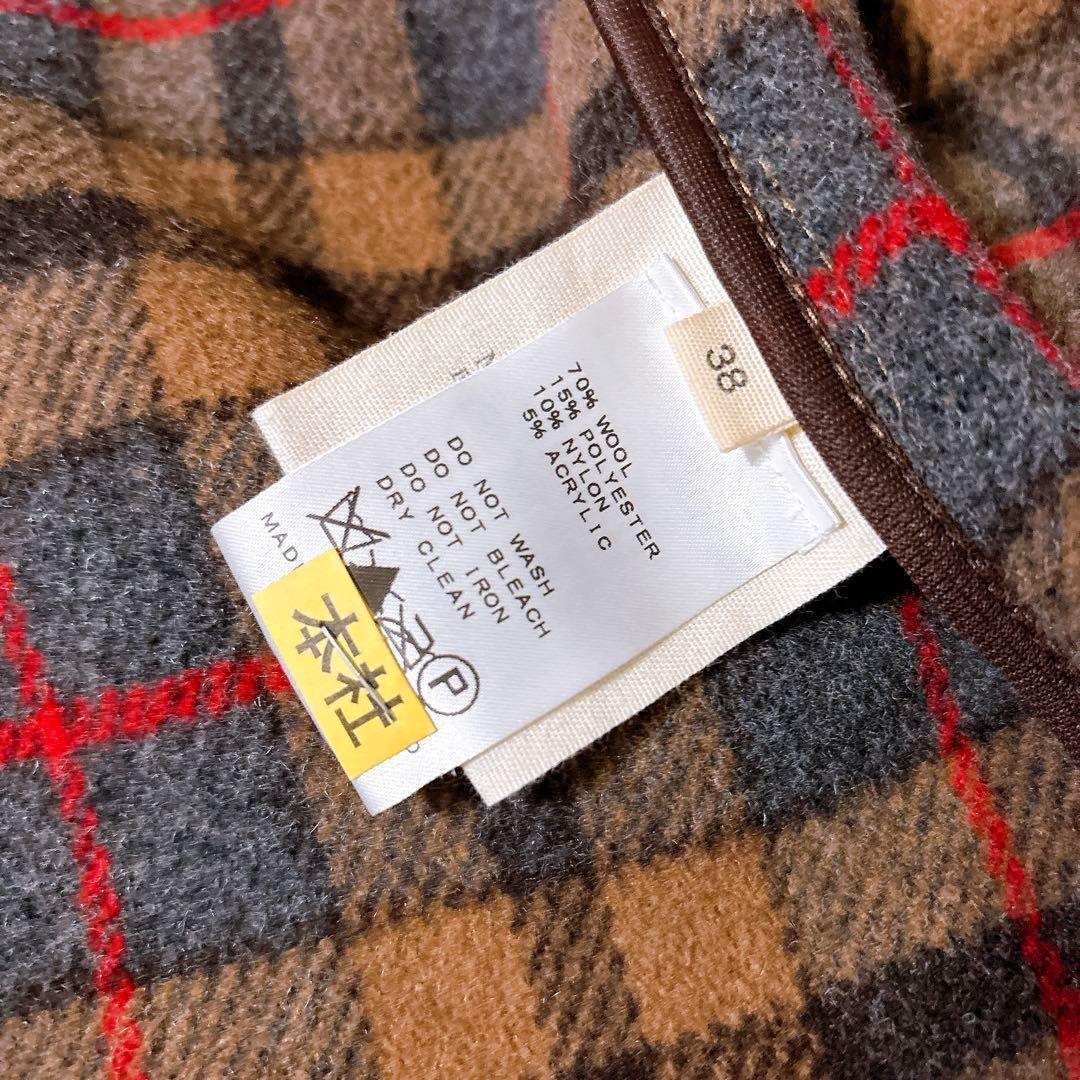 38
70% WOOL
15% POLYESTER
10% NYLON
5% ACRYLIC
DO NOT WASH
DO NOT BLEACH
DO NOT IRON
DRY CLEAN
P
MAD
本社